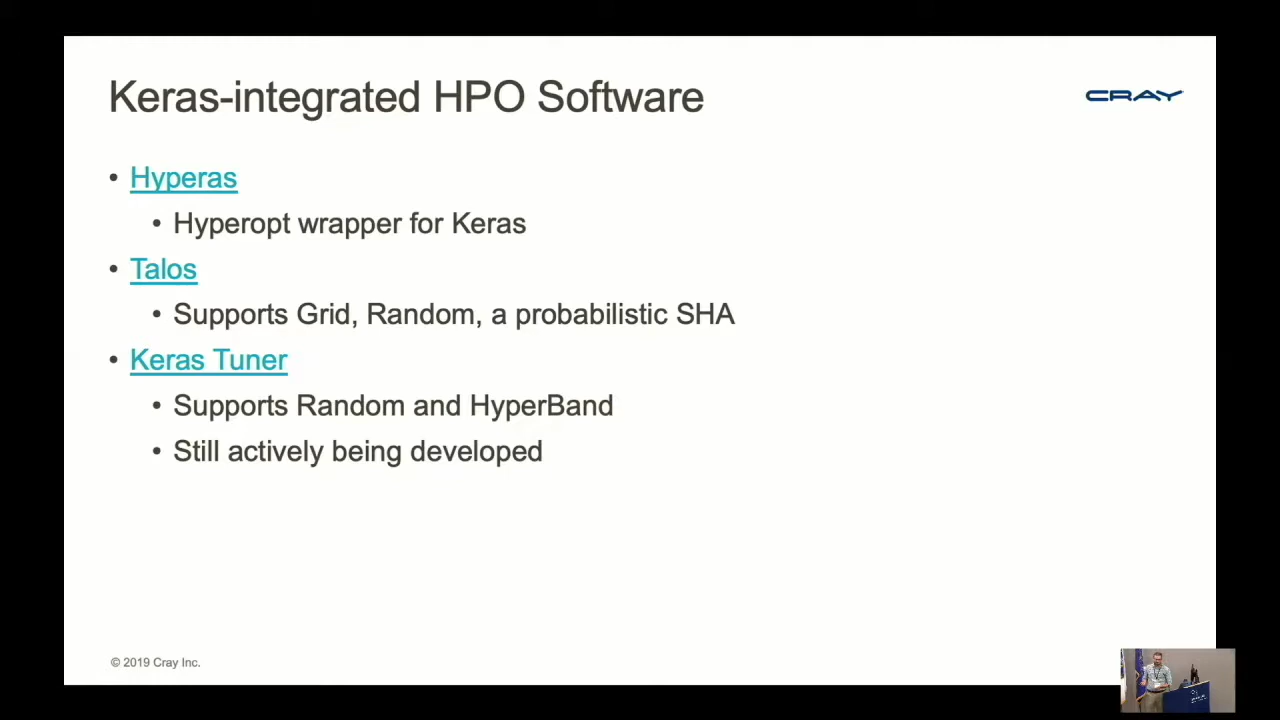 Keras-integrated HPO Software
CRAY
• Hyperas
• Hyperopt wrapper for Keras
• Talos
• Supports Grid, Random, a probabilistic SHA
• Keras Tuner
• Supports Random and HyperBand
• Still actively being developed
© 2019 Cray Inc.